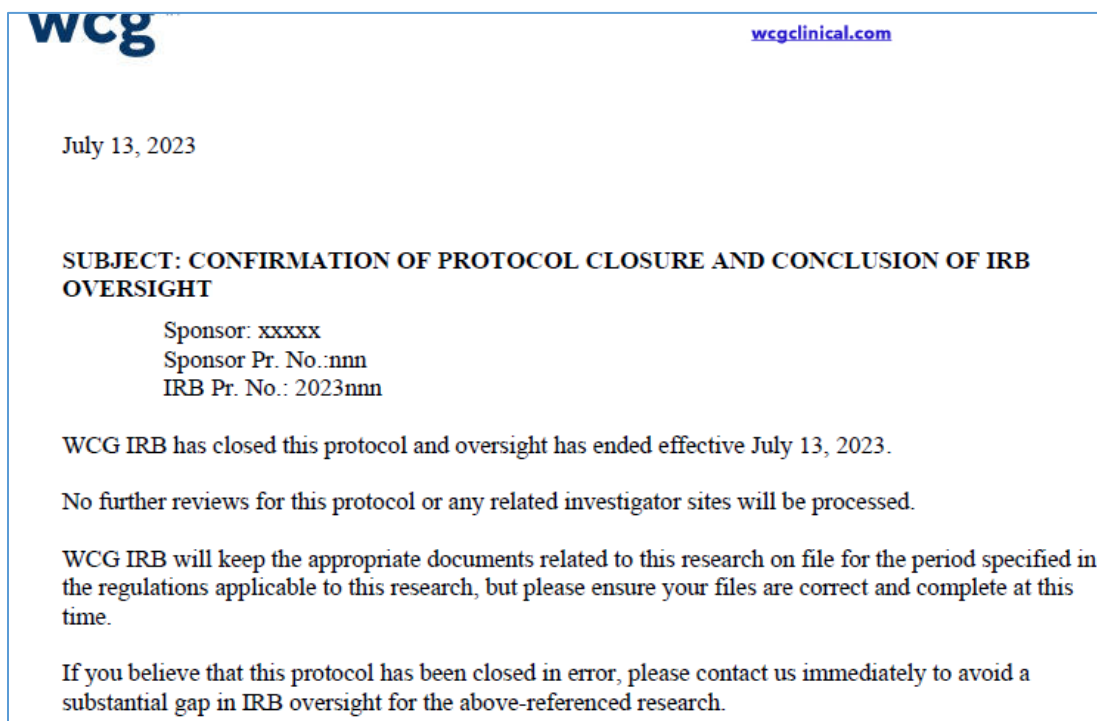 wcg
wcgclinical.com
July 13, 2023
SUBJECT: CONFIRMATION OF PROTOCOL CLOSURE AND CONCLUSION OF IRB
OVERSIGHT
Sponsor: xxxxx
Sponsor Pr. No.:nnn
IRB Pr. No.: 2023nnn
WCG IRB has closed this protocol and oversight has ended effective July 13, 2023.
No further reviews for this protocol or any related investigator sites will be processed.
WCG IRB will keep the appropriate documents related to this research on file for the period specified in
the regulations applicable to this research, but please ensure your files are correct and complete at this
time.
If you believe that this protocol has been closed in error, please contact us immediately to avoid a
substantial gap in IRB oversight for the above-referenced research.